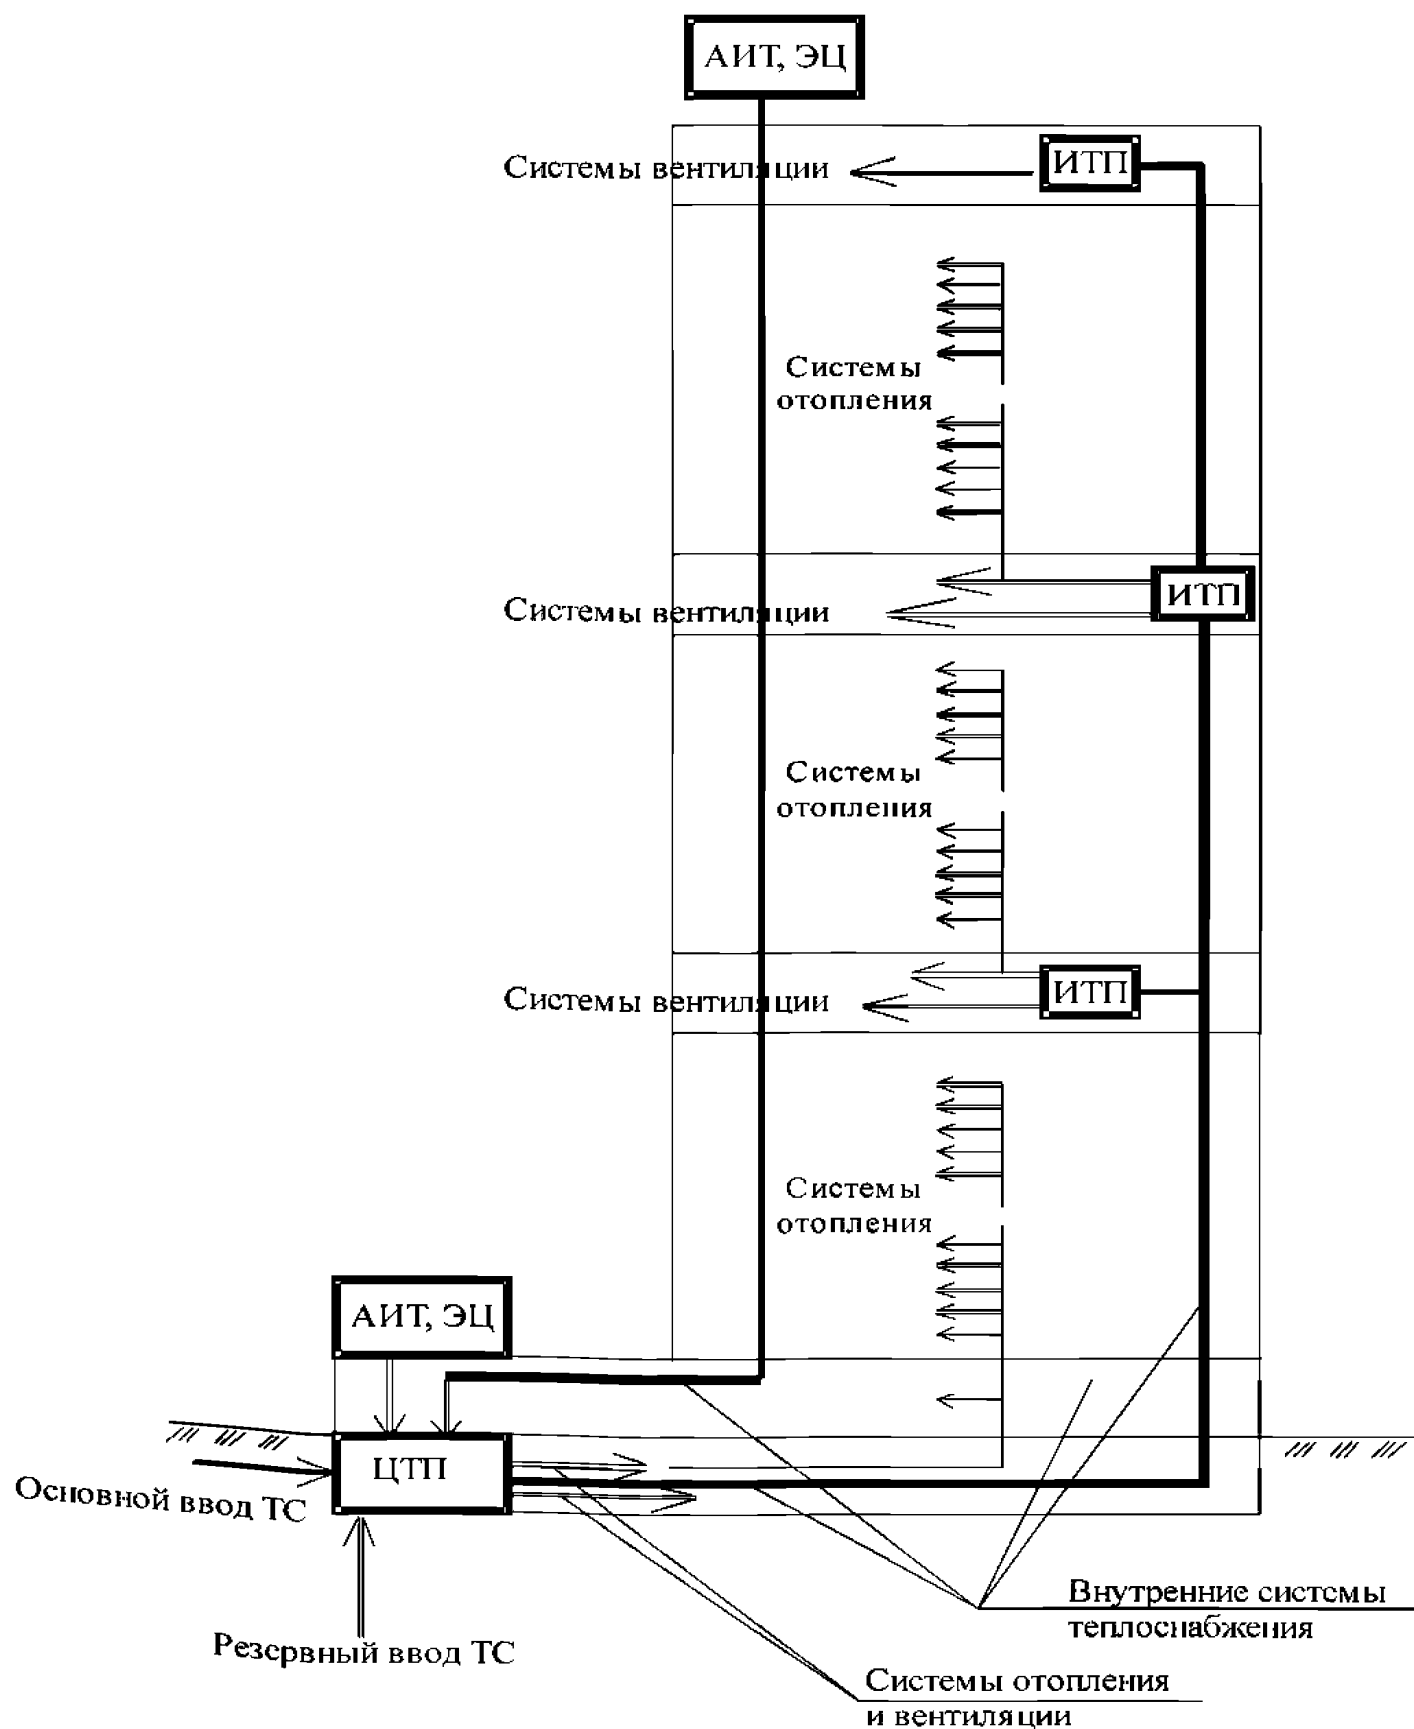 АИТ, ЭЦ
ИТП
Системы вентиляции
Системы
отопления
ИТП
Системы вентиляции
Системы
отопления
ИТП
Системы вентиляции
Системы
отопления
АИТ, ЭЦ
ЦТП
Основной ввод ТС
Резервный ввод ТС
Внутренние системы
теплоснабжения
Системы отопления
и вентиляции